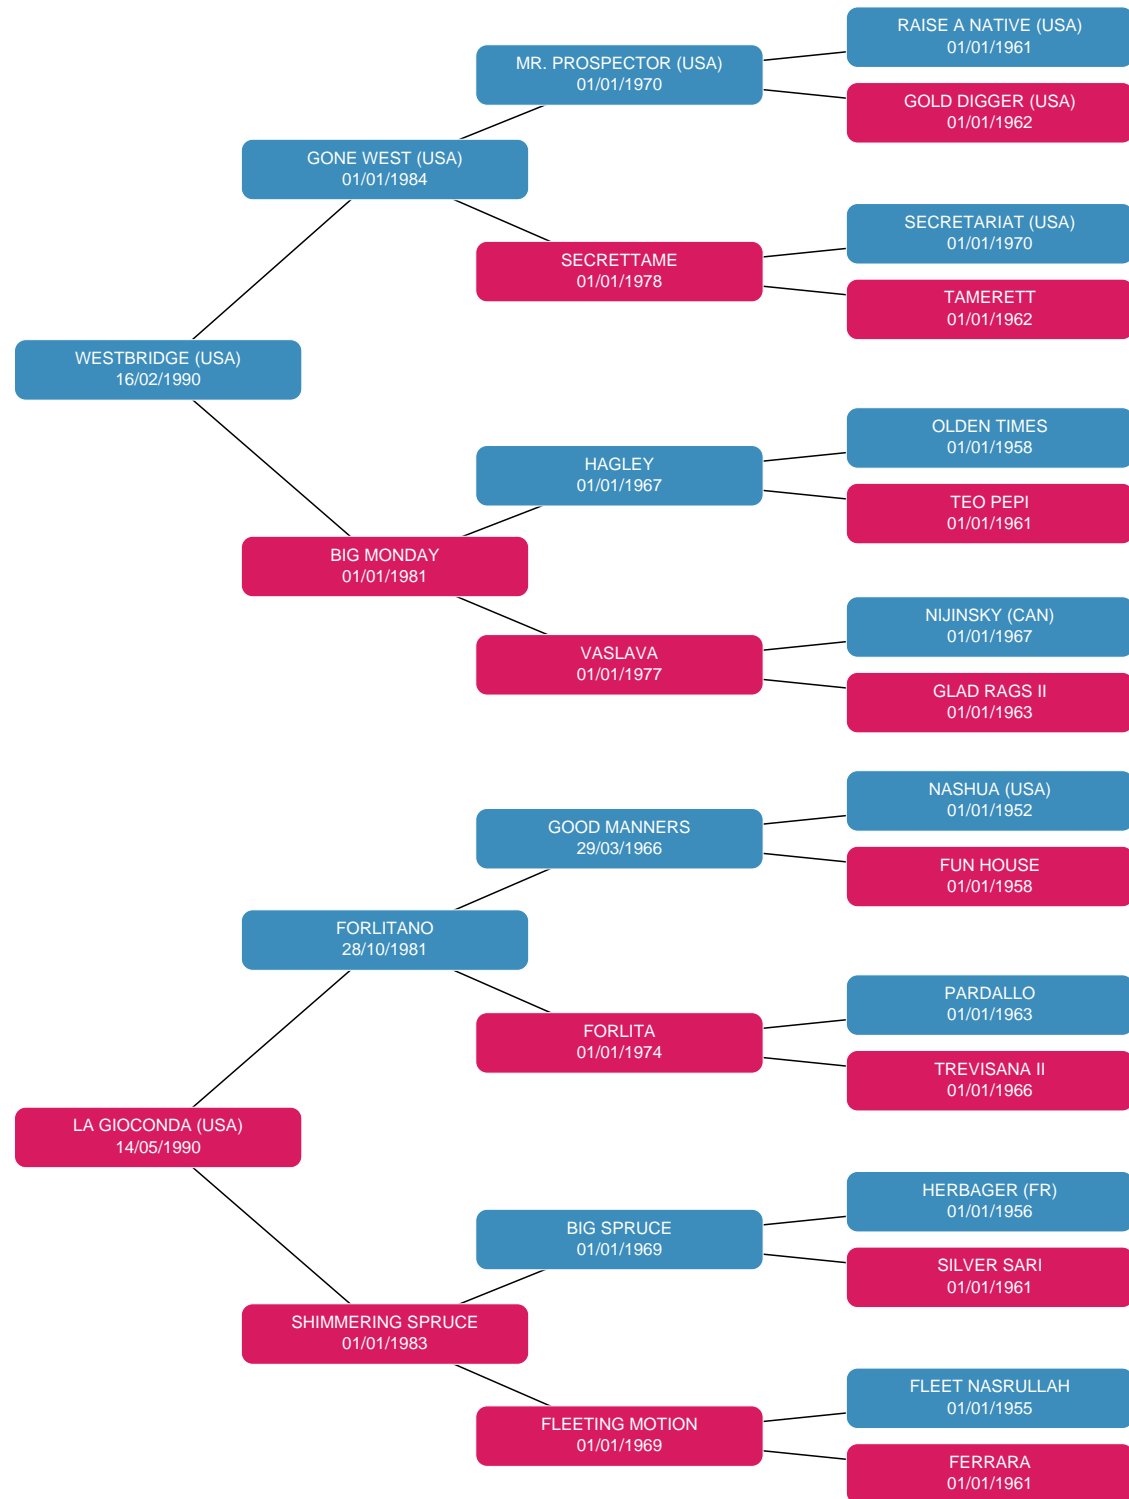 RAISE A NATIVE (USA)
01/01/1961
MR. PROSPECTOR (USA)
01/01/1970
GOLD DIGGER (USA)
01/01/1962
GONE WEST (USA)
01/01/1984
SECRETARIAT (USA)
01/01/1970
SECRETTAME
01/01/1978
TAMERETT
01/01/1962
WESTBRIDGE (USA)
16/02/1990
OLDEN TIMES
01/01/1958
HAGLEY
01/01/1967
TEO PEPI
01/01/1961
BIG MONDAY
01/01/1981
NIJINSKY (CAN)
01/01/1967
VASLAVA
01/01/1977
GLAD RAGS II
01/01/1963
NASHUA (USA)
01/01/1952
GOOD MANNERS
29/03/1966
FUN HOUSE
01/01/1958
FORLITANO
28/10/1981
PARDALLO
01/01/1963
FORLITA
01/01/1974
TREVISANA II
01/01/1966
LA GIOCONDA (USA)
14/05/1990
HERBAGER (FR)
01/01/1956
BIG SPRUCE
01/01/1969
SILVER SARI
01/01/1961
SHIMMERING SPRUCE
01/01/1983
FLEET NASRULLAH
01/01/1955
FLEETING MOTION
01/01/1969
FERRARA
01/01/1961